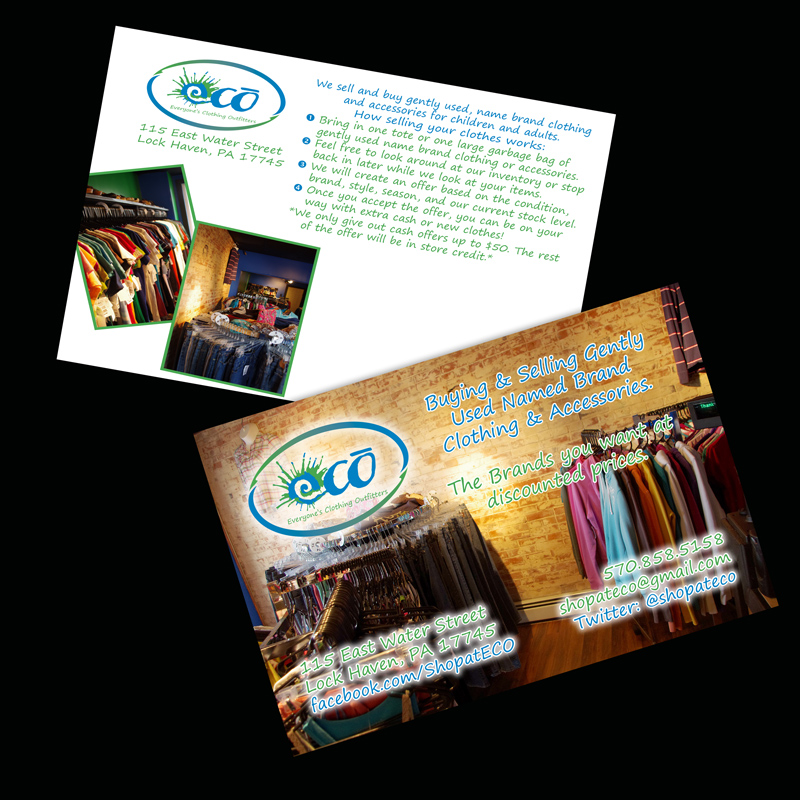 eco
Everyone's Clothing Outfitters
115 East Water Street
Lock Haven, PA 17745
We sell and buy gently used, name brand clothing
and accessories for children and adults.
How selling your clothes works:
1 Bring in one tote or one large garbage bag of
gently used name brand clothing or accessories.
2 Feel free to look around at our inventory or stop
back in later while we look at your items.
3 We will create an offer based on the condition,
brand, style, season, and our current stock level.
4 Once you accept the offer, you can be on your
way with extra cash or new clothes!
*We only give out cash offers up to $50. The rest
of the offer will be in store credit.*
Buying & Selling Gently
Used Named Brand
Clothing & Accessories.
The Brands you want at
discounted prices.
ecō
Everyone's Clothing Outfitters
570.858.5158
shopateco@gmail.com
Twitter: @shopateco
115 East Water Street
Lock Haven, PA 17745
facebook.com/ShopatECO